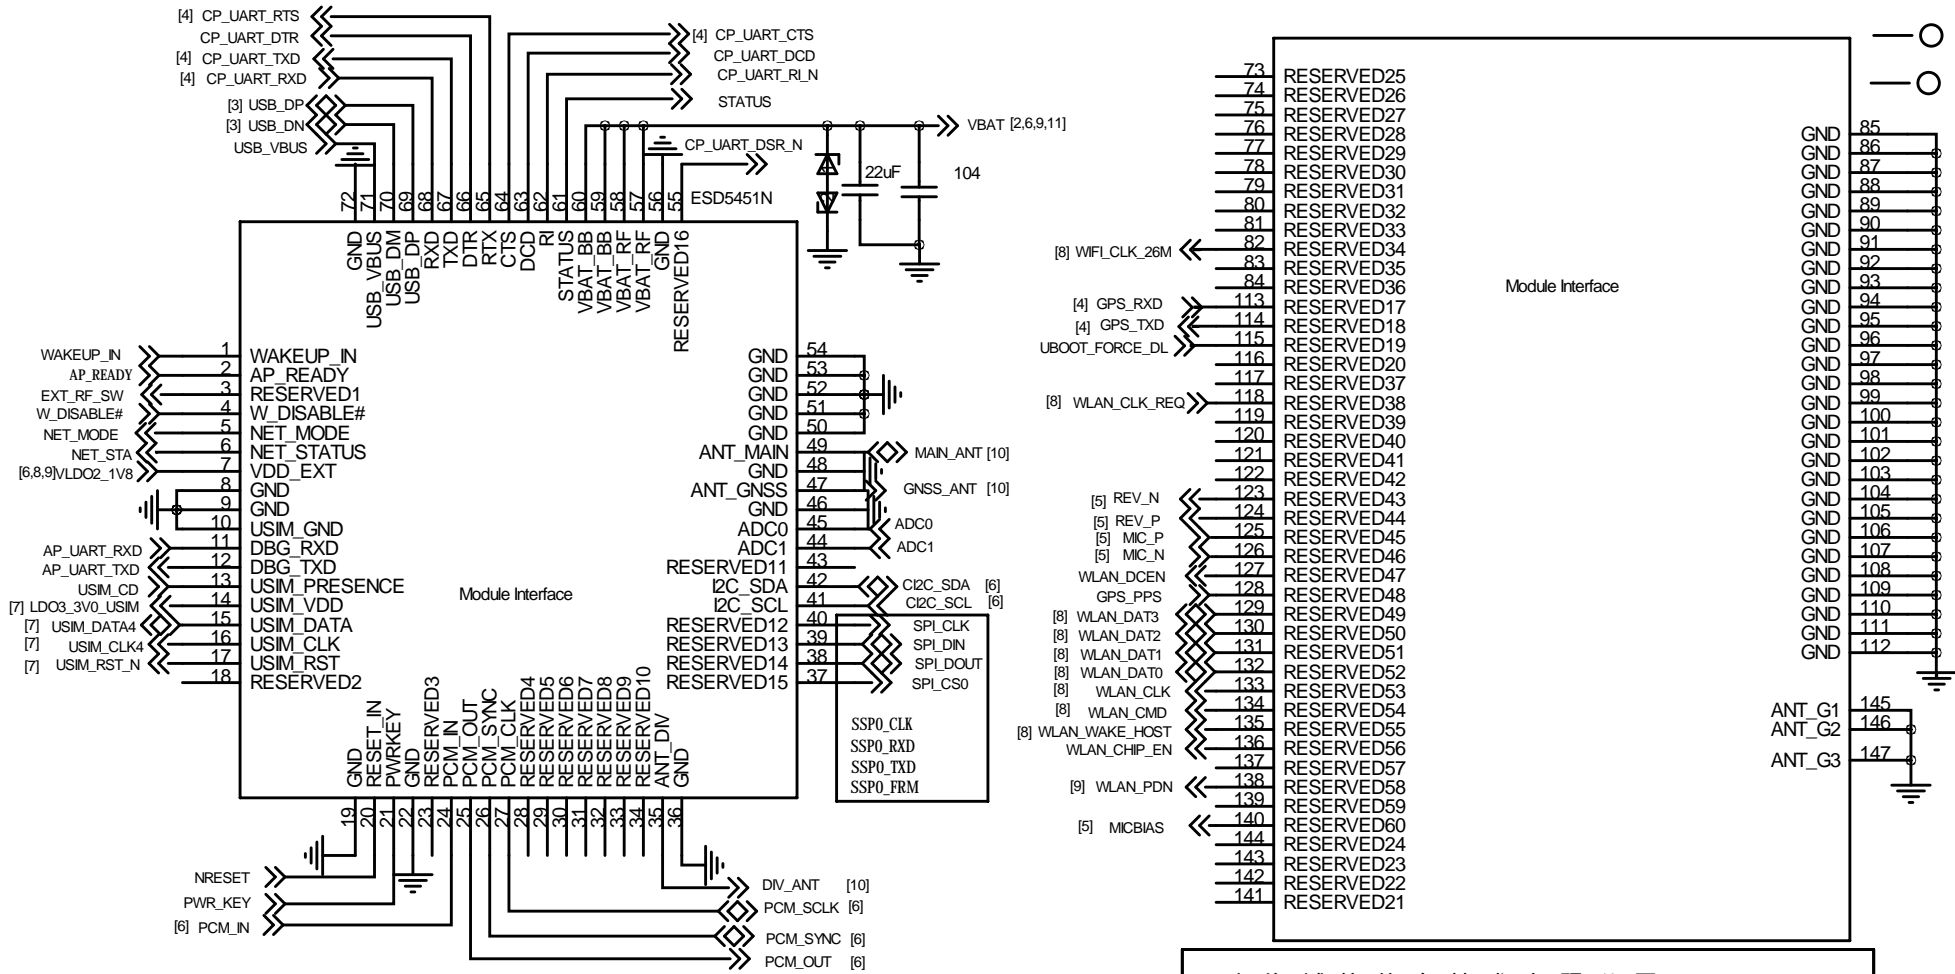 [4] CP_UART_RTS
CP_UART_DTR
[4] CP_UART_TXD
[4] CP_UART_RXD
[3] USB_DP
[3] USB_DN
USB_VBUS
[4] CP_UART_CTS
CP_UART_DCD
CP_UART_RI_N
STATUS
VBAT [2,6,9,11]
CP_UART_DSR_N
22uF
104
ESD5451N
72 GND
71 USB_VBUS
70 USB_DM
69 USB_DP
68 RXD
67 TXD
66 DTR
65 RTX
64 CTS
63 DCD
62 RI
61 STATUS
60 VBAT_BB
59 VBAT_BB
58 VBAT_RF
57 VBAT_RF
56 GND
55 RESERVED16
WAKEUP_IN 1 WAKEUP_IN
AP_READY 2 AP_READY
EXT_RF_SW 3 RESERVED1
W_DISABLE# 4 W_DISABLE#
NET_MODE 5 NET_MODE
NET_STA 6 NET_STATUS
[6,8,9]VLDO2_1V8 7 VDD_EXT
8 GND
9 GND
10 USIM_GND
AP_UART_RXD 11 DBG_RXD
AP_UART_TXD 12 DBG_TXD
USIM_CD 13 USIM_PRESENCE
[7] LDO3_3V0_USIM 14 USIM_VDD
[7] USIM_DATA4 15 USIM_DATA
[7] USIM_CLK4 16 USIM_CLK
[7] USIM_RST_N 17 USIM_RST
18 RESERVED2
Module Interface
GND 54
GND 53
GND 52
GND 51
GND 50
ANT_MAIN 49 MAIN_ANT [10]
GND 48
ANT_GNSS 47 GNSS_ANT [10]
GND 46
ADC0 45 ADC0
ADC1 44 ADC1
RESERVED11 43
I2C_SDA 42 CI2C_SDA [6]
I2C_SCL 41 CI2C_SCL [6]
RESERVED12 40 SPI_CLK
RESERVED13 39 SPI_DIN
RESERVED14 38 SPI_DOUT
RESERVED15 37 SPI_CS0
SSP0_CLK
SSP0_RXD
SSP0_TXD
SSP0_FRM
GND 19
RESET_IN 20
PWRKEY 21
GND 22
RESERVED3 23
PCM_IN 24
PCM_OUT 25
PCM_SYNC 26
PCM_CLK 27
RESERVED4 28
RESERVED5 29
RESERVED6 30
RESERVED7 31
RESERVED8 32
RESERVED9 33
RESERVED10 34
ANT_DIV 35
GND 36
NRESET
PWR_KEY
[6] PCM_IN
DIV_ANT [10]
PCM_SCLK [6]
PCM_SYNC [6]
PCM_OUT [6]
73 RESERVED25
74 RESERVED26
75 RESERVED27
76 RESERVED28
77 RESERVED29
78 RESERVED30
79 RESERVED31
80 RESERVED32
81 RESERVED33
[8] WIFI_CLK_26M 82 RESERVED34
83 RESERVED35
84 RESERVED36
[4] GPS_RXD 113 RESERVED17
[4] GPS_TXD 114 RESERVED18
UBOOT_FORCE_DL 115 RESERVED19
116 RESERVED20
117 RESERVED37
[8] WLAN_CLK_REQ 118 RESERVED38
119 RESERVED39
120 RESERVED40
121 RESERVED41
122 RESERVED42
[5] REV_N 123 RESERVED43
[5] REV_P 124 RESERVED44
[5] MIC_P 125 RESERVED45
[5] MIC_N 126 RESERVED46
WLAN_DCEN 127 RESERVED47
GPS_PPS 128 RESERVED48
[8] WLAN_DAT3 129 RESERVED49
[8] WLAN_DAT2 130 RESERVED50
[8] WLAN_DAT1 131 RESERVED51
[8] WLAN_DAT0 132 RESERVED52
[8] WLAN_CLK 133 RESERVED53
[8] WLAN_CMD 134 RESERVED54
[8] WLAN_WAKE_HOST 135 RESERVED55
WLAN_CHIP_EN 136 RESERVED56
137 RESERVED57
[9] WLAN_PDN 138 RESERVED58
139 RESERVED59
[5] MICBIAS 140 RESERVED60
144 RESERVED24
143 RESERVED23
142 RESERVED22
141 RESERVED21
Module Interface
GND 85
GND 86
GND 87
GND 88
GND 89
GND 90
GND 91
GND 92
GND 93
GND 94
GND 95
GND 96
GND 97
GND 98
GND 99
GND 100
GND 101
GND 102
GND 103
GND 104
GND 105
GND 106
GND 107
GND 108
GND 109
GND 110
GND 111
GND 112
ANT_G1 145
ANT_G2 146
ANT_G3 147